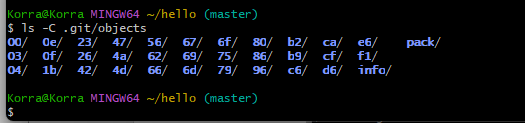 Korra@Korra MINGW64 ~/hello (master)
$ ls -C .git/objects
00/ 0e/ 23/ 47/ 56/ 67/ 6f/ 80/ b2/ ca/ e6/ pack/
03/ 0f/ 26/ 4a/ 62/ 69/ 75/ 86/ b9/ cf/ f1/
04/ 1b/ 42/ 4d/ 66/ 6d/ 79/ 96/ c6/ d6/ info/
Korra@Korra MINGW64 ~/hello (master)
$